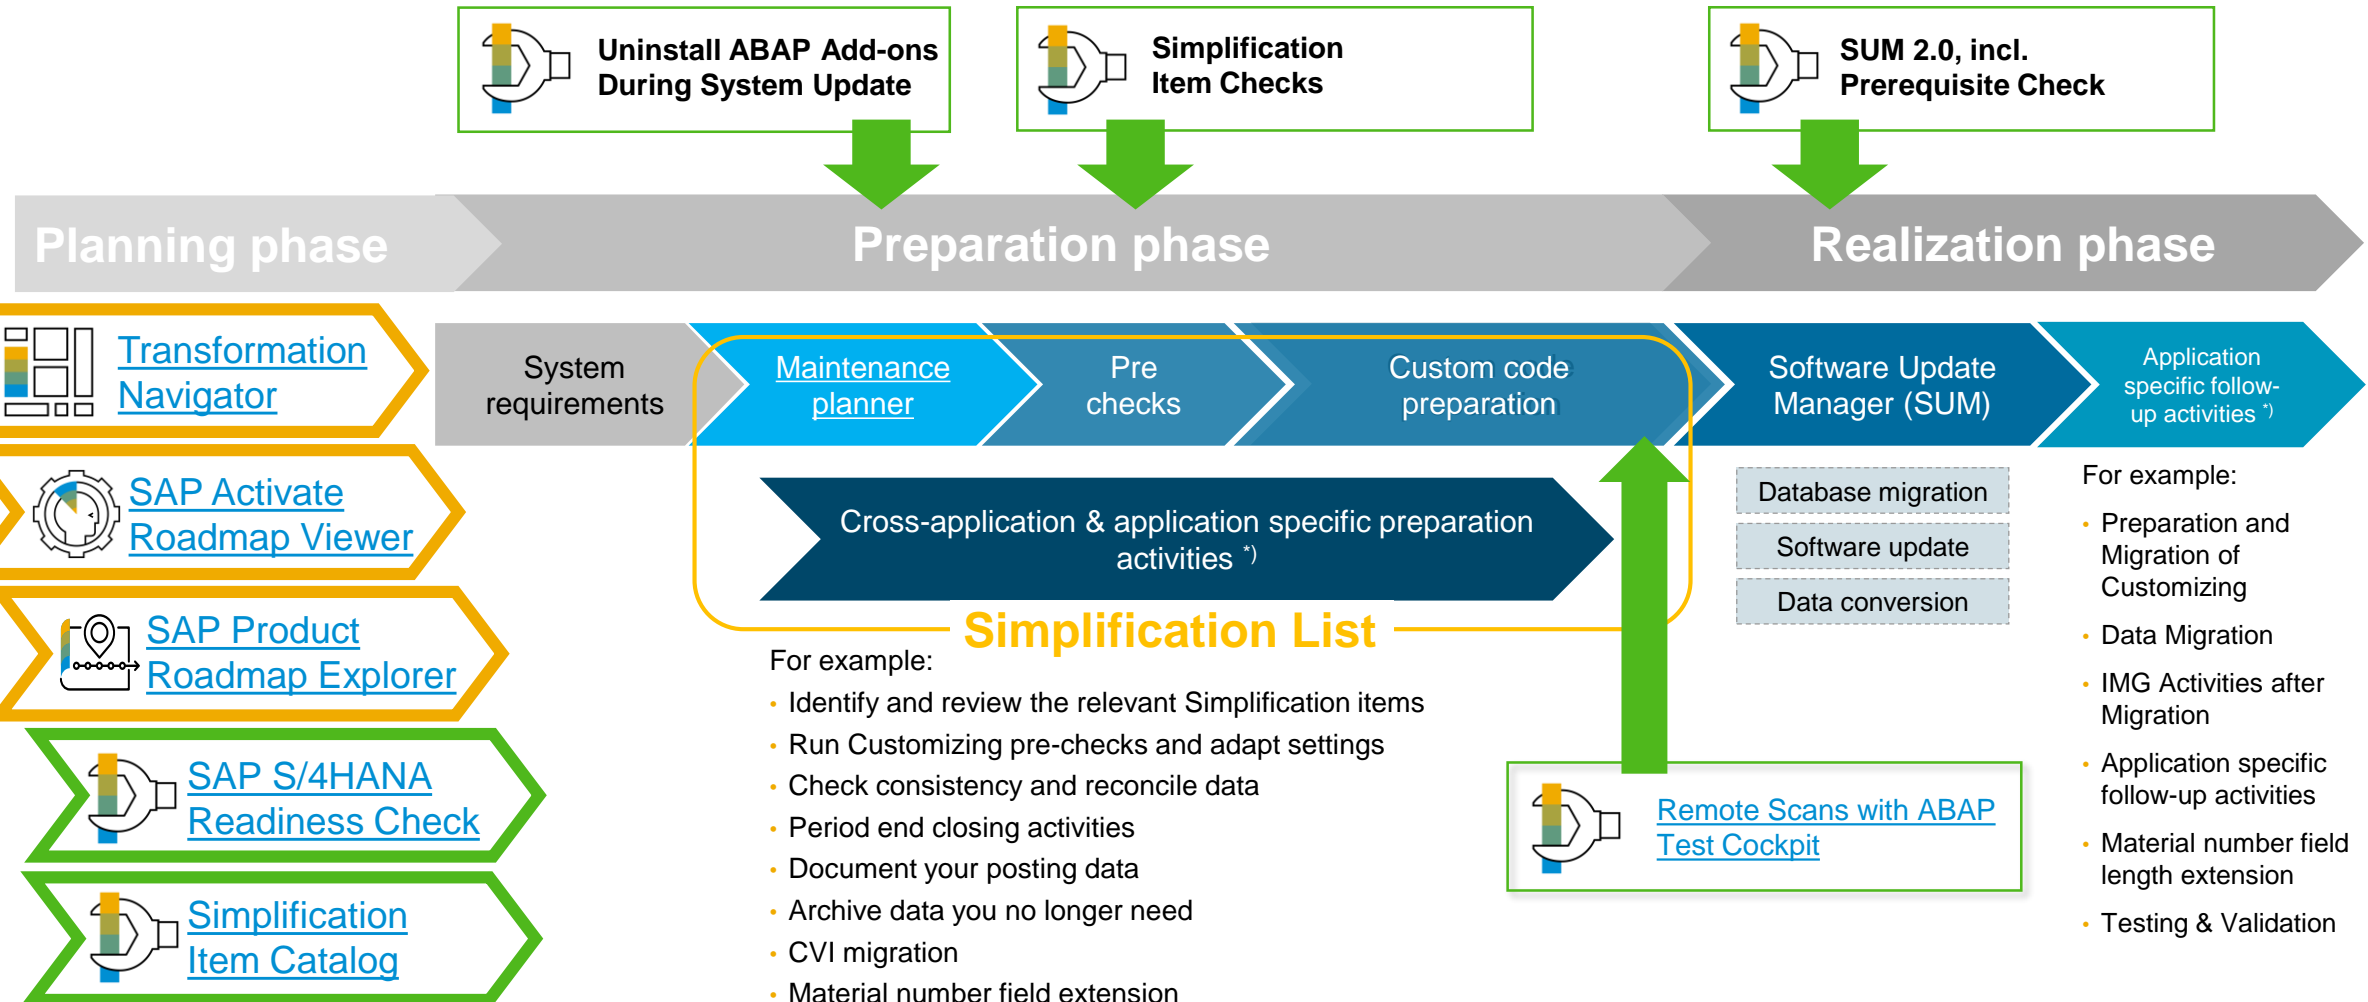 Uninstall ABAP Add-ons
During System Update
Simplification
Item Checks
SUM 2.0, incl.
Prerequisite Check
Planning phase
Preparation phase
Realization phase
Transformation
Navigator
SAP Activate
Roadmap Viewer
SAP Product
Roadmap Explorer
SAP S/4HANA
Readiness Check
Simplification
Item Catalog
System
requirements
Maintenance
planner
Pre
checks
Custom code
preparation
Software Update
Manager (SUM)
Application
specific follow-
up activities *)
Cross-application & application specific preparation
activities *)
Simplification List
For example:
• Identify and review the relevant Simplification items
• Run Customizing pre-checks and adapt settings
• Check consistency and reconcile data
• Period end closing activities
• Document your posting data
• Archive data you no longer need
• CVI migration
• Material number field extension
Remote Scans with ABAP
Test Cockpit
Database migration
Software update
Data conversion
For example:
• Preparation and
Migration of
Customizing
• Data Migration
• IMG Activities after
Migration
• Application specific
follow-up activities
• Material number field
length extension
• Testing & Validation